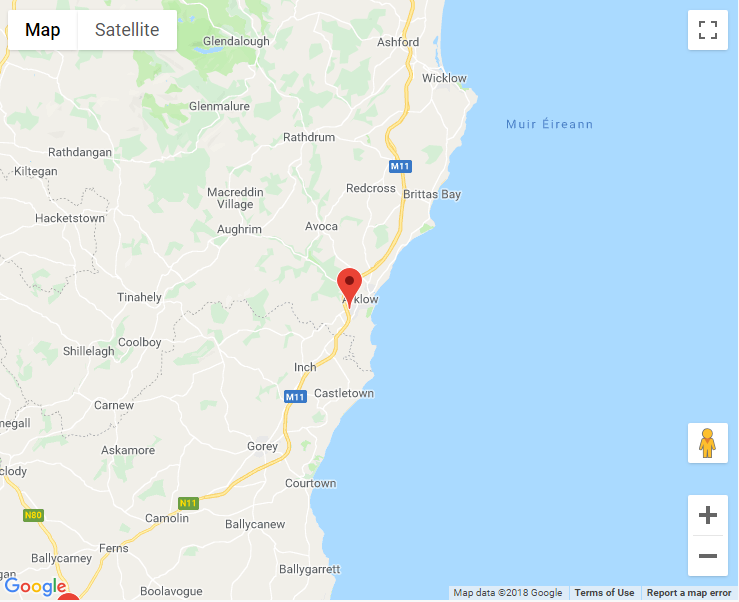 Map
Satellite
Glendalough
Ashford
Wicklow
Glenmalure
Muir Éireann
Rathdrum
Rathdangan
M11
Kiltegan
Redcross
Macreddin
Village
Brittas Bay
Hacketstown
Avoca
Aughrim
Tinahely
Arklow
Coolboy
Shillelagh
Inch
Castletown
M11
Carnew
negall
Gorey
Askamore
clody
Courtown
N11
N80
Camolin
Ballycanew
Ferns
Ballycarney
Ballygarrett
gan
Google
Boolavogue
Map data ©2018 Google
Terms of Use
Report a map error